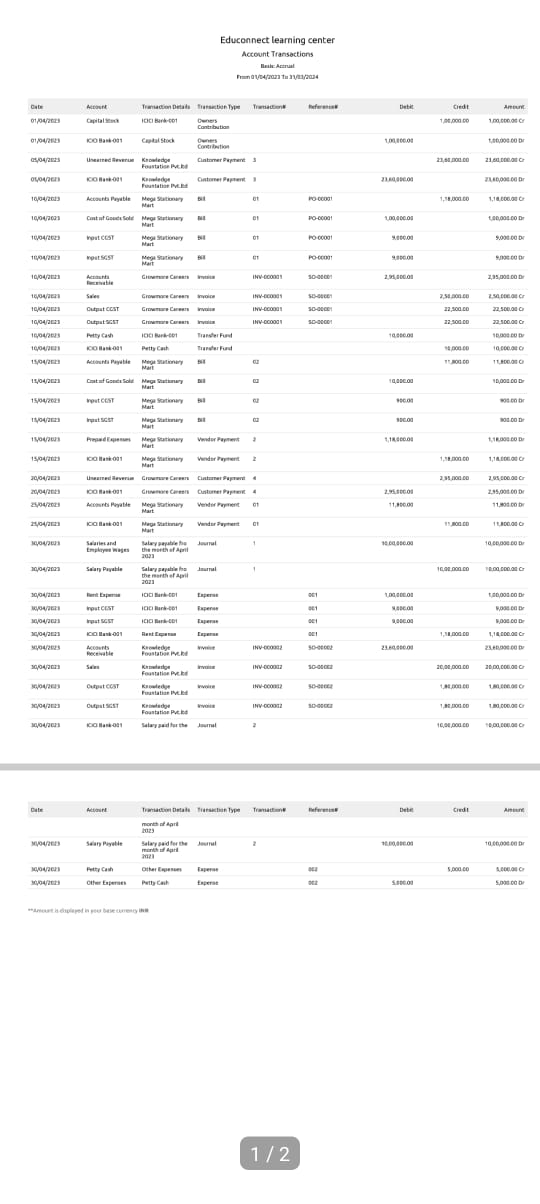 Educonnect learning center
Account Transactions
Basis: Accrual
From 01/04/2023 To 31/03/2024
Date Account Transaction Details Transaction Type Transaction# Reference# Debit Credit Amount
01/04/2023 Capital Stock ICICI Bank-001 Owners Contribution 1,00,000.00 1,00,000.00 Cr
01/04/2023 ICICI Bank-001 Capital Stock Owners Contribution 1,00,000.00 1,00,000.00 Dr
05/04/2023 Unearned Revenue Knowledge Fountation Pvt.ltd Customer Payment 3 23,60,000.00 23,60,000.00 Cr
05/04/2023 ICICI Bank-001 Knowledge Fountation Pvt.ltd Customer Payment 3 23,60,000.00 23,60,000.00 Dr
10/04/2023 Accounts Payable Mega Stationary Mart Bill 01 PO-00001 1,18,000.00 1,18,000.00 Cr
10/04/2023 Cost of Goods Sold Mega Stationary Mart Bill 01 PO-00001 1,00,000.00 1,00,000.00 Dr
10/04/2023 Input CGST Mega Stationary Mart Bill 01 PO-00001 9,000.00 9,000.00 Dr
10/04/2023 Input SGST Mega Stationary Mart Bill 01 PO-00001 9,000.00 9,000.00 Dr
10/04/2023 Accounts Receivable Growmore Careers Invoice INV-000001 SO-00001 2,95,000.00 2,95,000.00 Dr
10/04/2023 Sales Growmore Careers Invoice INV-000001 SO-00001 2,50,000.00 2,50,000.00 Cr
10/04/2023 Output CGST Growmore Careers Invoice INV-000001 SO-00001 22,500.00 22,500.00 Cr
10/04/2023 Output SGST Growmore Careers Invoice INV-000001 SO-00001 22,500.00 22,500.00 Cr
10/04/2023 Petty Cash ICICI Bank-001 Transfer Fund 10,000.00 10,000.00 Dr
10/04/2023 ICICI Bank-001 Petty Cash Transfer Fund 10,000.00 10,000.00 Cr
15/04/2023 Accounts Payable Mega Stationary Mart Bill 02 11,800.00 11,800.00 Cr
15/04/2023 Cost of Goods Sold Mega Stationary Mart Bill 02 10,000.00 10,000.00 Dr
15/04/2023 Input CGST Mega Stationary Mart Bill 02 900.00 900.00 Dr
15/04/2023 Input SGST Mega Stationary Mart Bill 02 900.00 900.00 Dr
15/04/2023 Prepaid Expenses Mega Stationary Mart Vendor Payment 2 1,18,000.00 1,18,000.00 Dr
15/04/2023 ICICI Bank-001 Mega Stationary Mart Vendor Payment 2 1,18,000.00 1,18,000.00 Cr
20/04/2023 Unearned Revenue Growmore Careers Customer Payment 4 2,95,000.00 2,95,000.00 Cr
20/04/2023 ICICI Bank-001 Growmore Careers Customer Payment 4 2,95,000.00 2,95,000.00 Dr
25/04/2023 Accounts Payable Mega Stationary Mart Vendor Payment 01 11,800.00 11,800.00 Dr
25/04/2023 ICICI Bank-001 Mega Stationary Mart Vendor Payment 01 11,800.00 11,800.00 Cr
30/04/2023 Salaries and Employee Wages Salary payable fro the month of April 2023 Journal 1 10,00,000.00 10,00,000.00 Dr
30/04/2023 Salary Payable Salary payable fro the month of April 2023 Journal 1 10,00,000.00 10,00,000.00 Cr
30/04/2023 Rent Expense ICICI Bank-001 Expense 001 1,00,000.00 1,00,000.00 Dr
30/04/2023 Input CGST ICICI Bank-001 Expense 001 9,000.00 9,000.00 Dr
30/04/2023 Input SGST ICICI Bank-001 Expense 001 9,000.00 9,000.00 Dr
30/04/2023 ICICI Bank-001 Rent Expense Expense 001 1,18,000.00 1,18,000.00 Cr
30/04/2023 Accounts Receivable Knowledge Fountation Pvt.ltd Invoice INV-000002 SO-00002 23,60,000.00 23,60,000.00 Dr
30/04/2023 Sales Knowledge Fountation Pvt.ltd Invoice INV-000002 SO-00002 20,00,000.00 20,00,000.00 Cr
30/04/2023 Output CGST Knowledge Fountation Pvt.ltd Invoice INV-000002 SO-00002 1,80,000.00 1,80,000.00 Cr
30/04/2023 Output SGST Knowledge Fountation Pvt.ltd Invoice INV-000002 SO-00002 1,80,000.00 1,80,000.00 Cr
30/04/2023 ICICI Bank-001 Salary paid for the Journal 2 10,00,000.00 10,00,000.00 Cr
Date Account Transaction Details Transaction Type Transaction# Reference# Debit Credit Amount
month of April 2023
30/04/2023 Salary Payable Salary paid for the month of April 2023 Journal 2 10,00,000.00 10,00,000.00 Dr
30/04/2023 Petty Cash Other Expenses Expense 002 5,000.00 5,000.00 Cr
30/04/2023 Other Expenses Petty Cash Expense 002 5,000.00 5,000.00 Dr
**Amount is displayed in your base currency INR
1 / 2